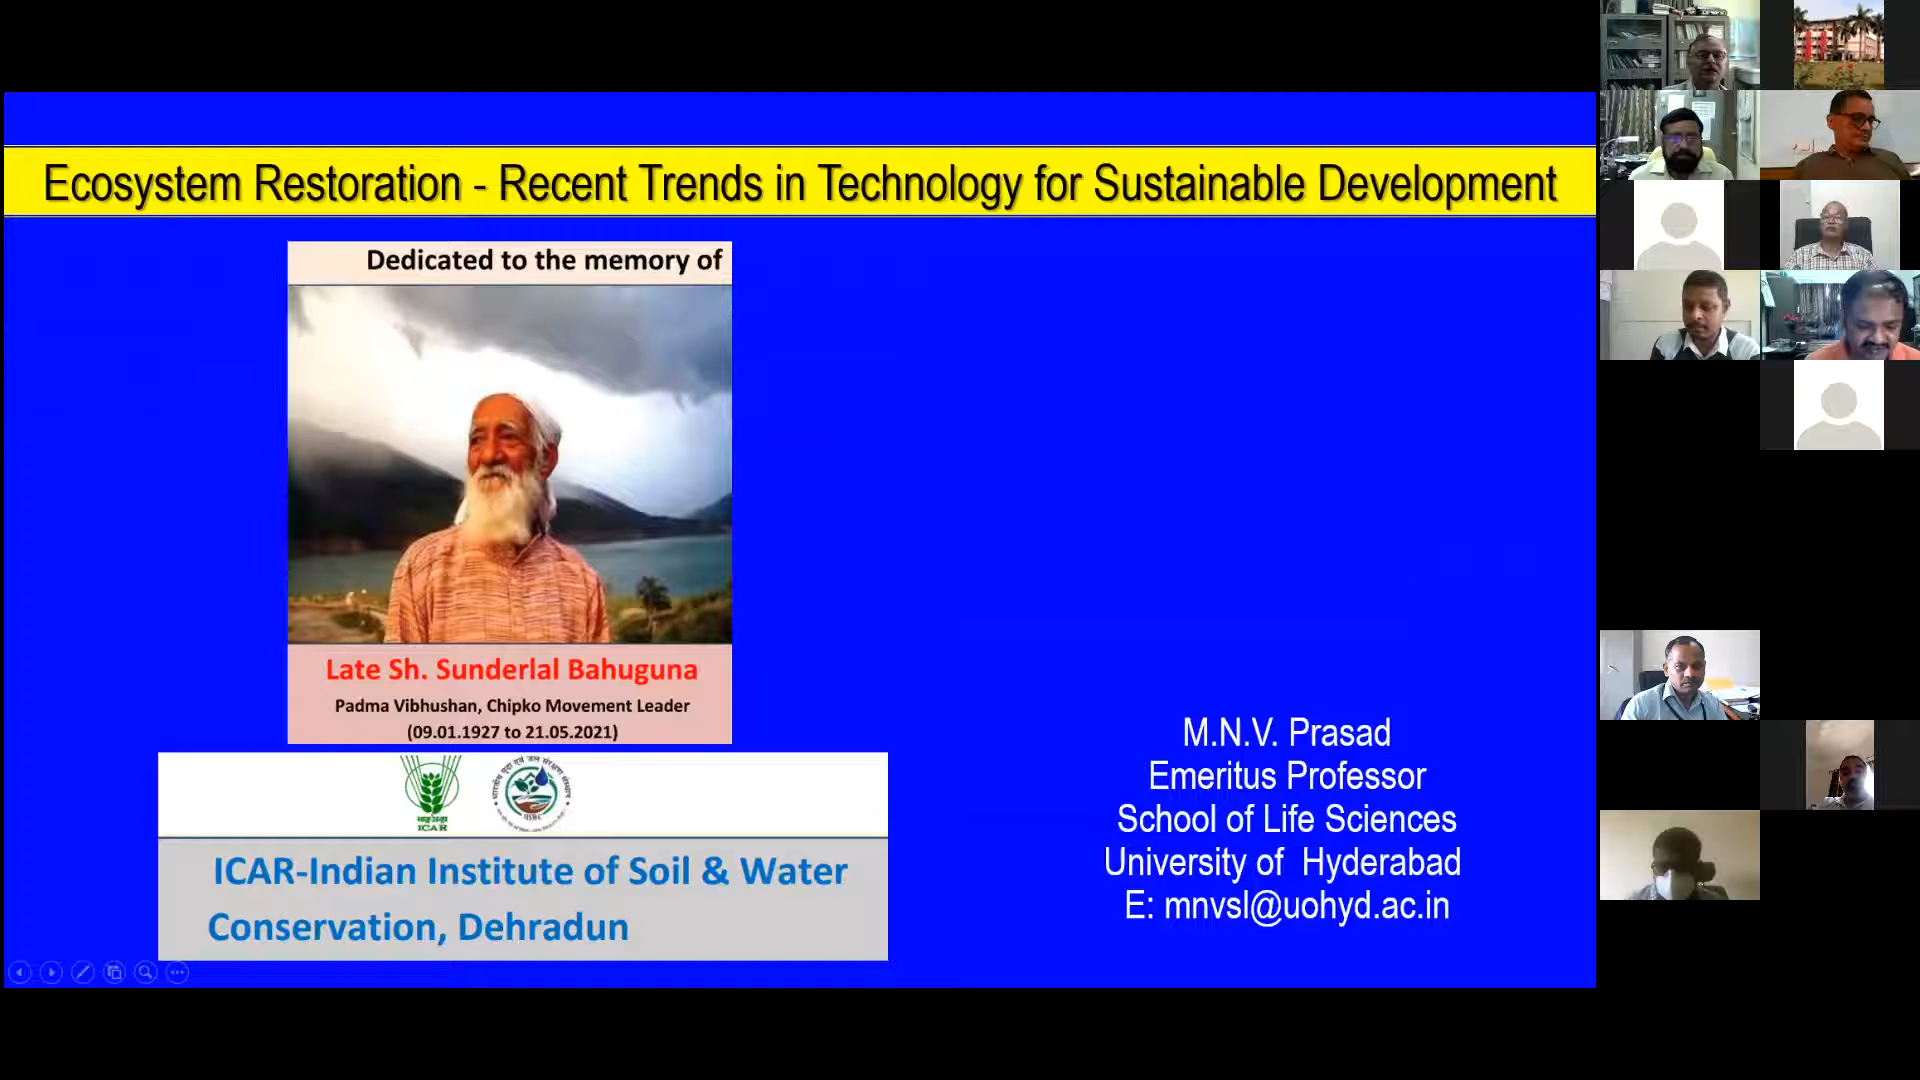 Ecosystem Restoration - Recent Trends in Technology for Sustainable Development
Dedicated to the memory of
Late Sh. Sunderlal Bahuguna
Padma Vibhushan, Chipko Movement Leader
(09.01.1927 to 21.05.2021)
ICAR
ICAR-Indian Institute of Soil & Water
Conservation, Dehradun
M.N.V. Prasad
Emeritus Professor
School of Life Sciences
University of Hyderabad
E: mnvsl@uohyd.ac.in